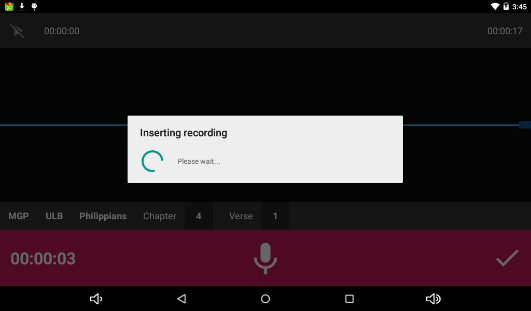 3:45
00:00:00 00:00:17
Inserting recording
Please wait...
MGP ULB Philippians Chapter 4 Verse 1
00:00:03